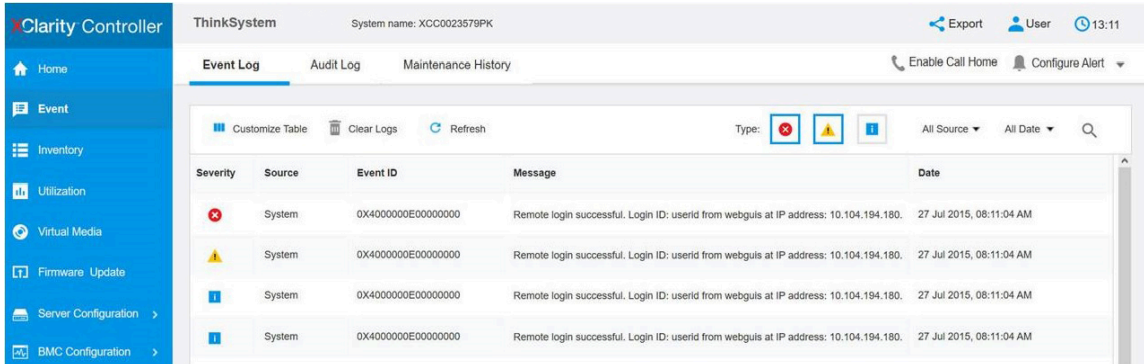 XClarity Controller
ThinkSystem System name: XCC0023579PK Export User 13:11
Home
Event Log Audit Log Maintenance History Enable Call Home Configure Alert
Event
Customize Table Clear Logs Refresh Type: All Source All Date
Inventory
Severity Source Event ID Message Date
Utilization
System 0X4000000E00000000 Remote login successful. Login ID: userid from webguis at IP address: 10.104.194.180. 27 Jul 2015, 08:11:04 AM
Virtual Media
System 0X4000000E00000000 Remote login successful. Login ID: userid from webguis at IP address: 10.104.194.180. 27 Jul 2015, 08:11:04 AM
Firmware Update
System 0X4000000E00000000 Remote login successful. Login ID: userid from webguis at IP address: 10.104.194.180. 27 Jul 2015, 08:11:04 AM
Server Configuration >
System 0X4000000E00000000 Remote login successful. Login ID: userid from webguis at IP address: 10.104.194.180. 27 Jul 2015, 08:11:04 AM
BMC Configuration >